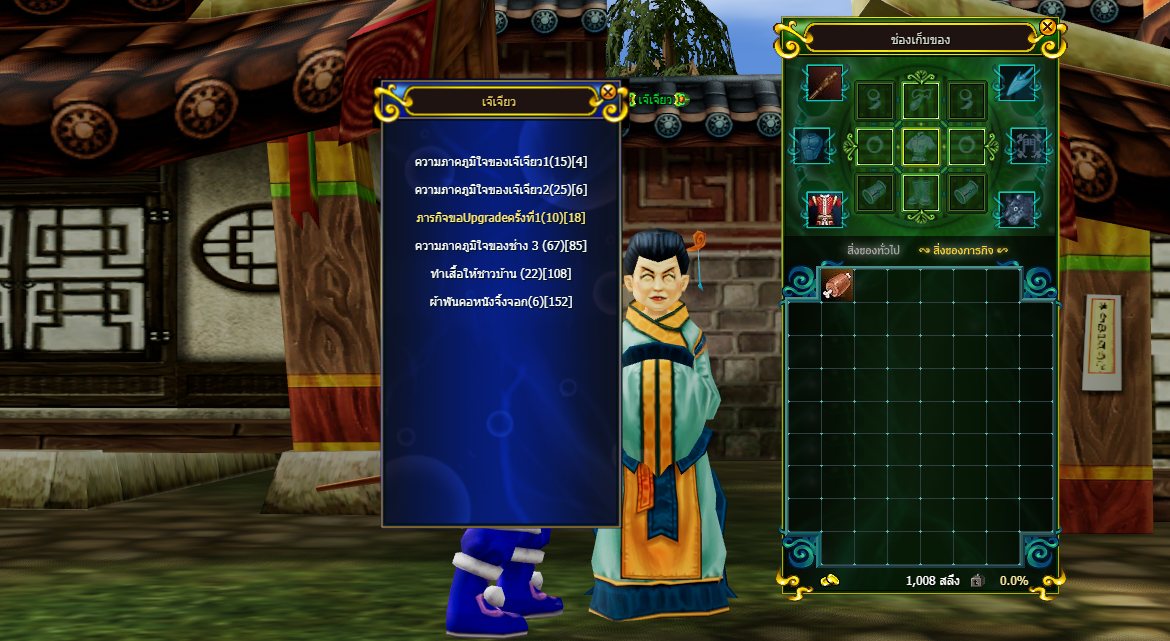 เจ๊เจียว
ความภาคภูมิใจของเจ๊เจียว1(15)[4]
ความภาคภูมิใจของเจ๊เจียว2(25)[6]
ภารกิจขอUpgradeครั้งที่1(10)[18]
ความภาคภูมิใจของช่าง 3 (67)[85]
ทำเสื้อให้ชาวบ้าน (22)[108]
ผ้าพันคอหนังจิ้งจอก(6)[152]
เจ๊เจียว
ช่องเก็บของ
สิ่งของทั่วไป สิ่งของภารกิจ
1,008 สลึง 0.0%